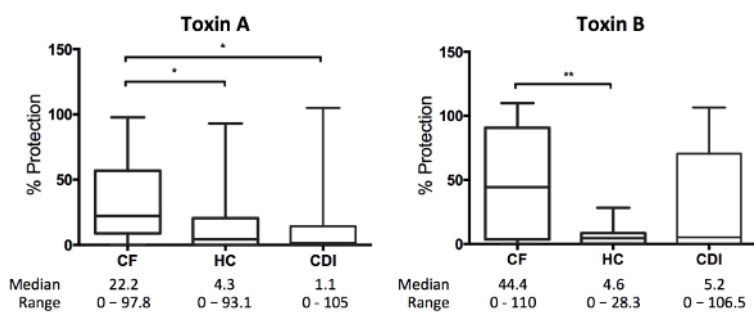 Toxin A
150
100
50
0
% Protection
*
*
CF HC CDI
Median 22.2 4.3 1.1
Range 0 – 97.8 0 – 93.1 0 - 105
Toxin B
150
100
50
0
% Protection
**
CF HC CDI
Median 44.4 4.6 5.2
Range 0 - 110 0 – 28.3 0 – 106.5